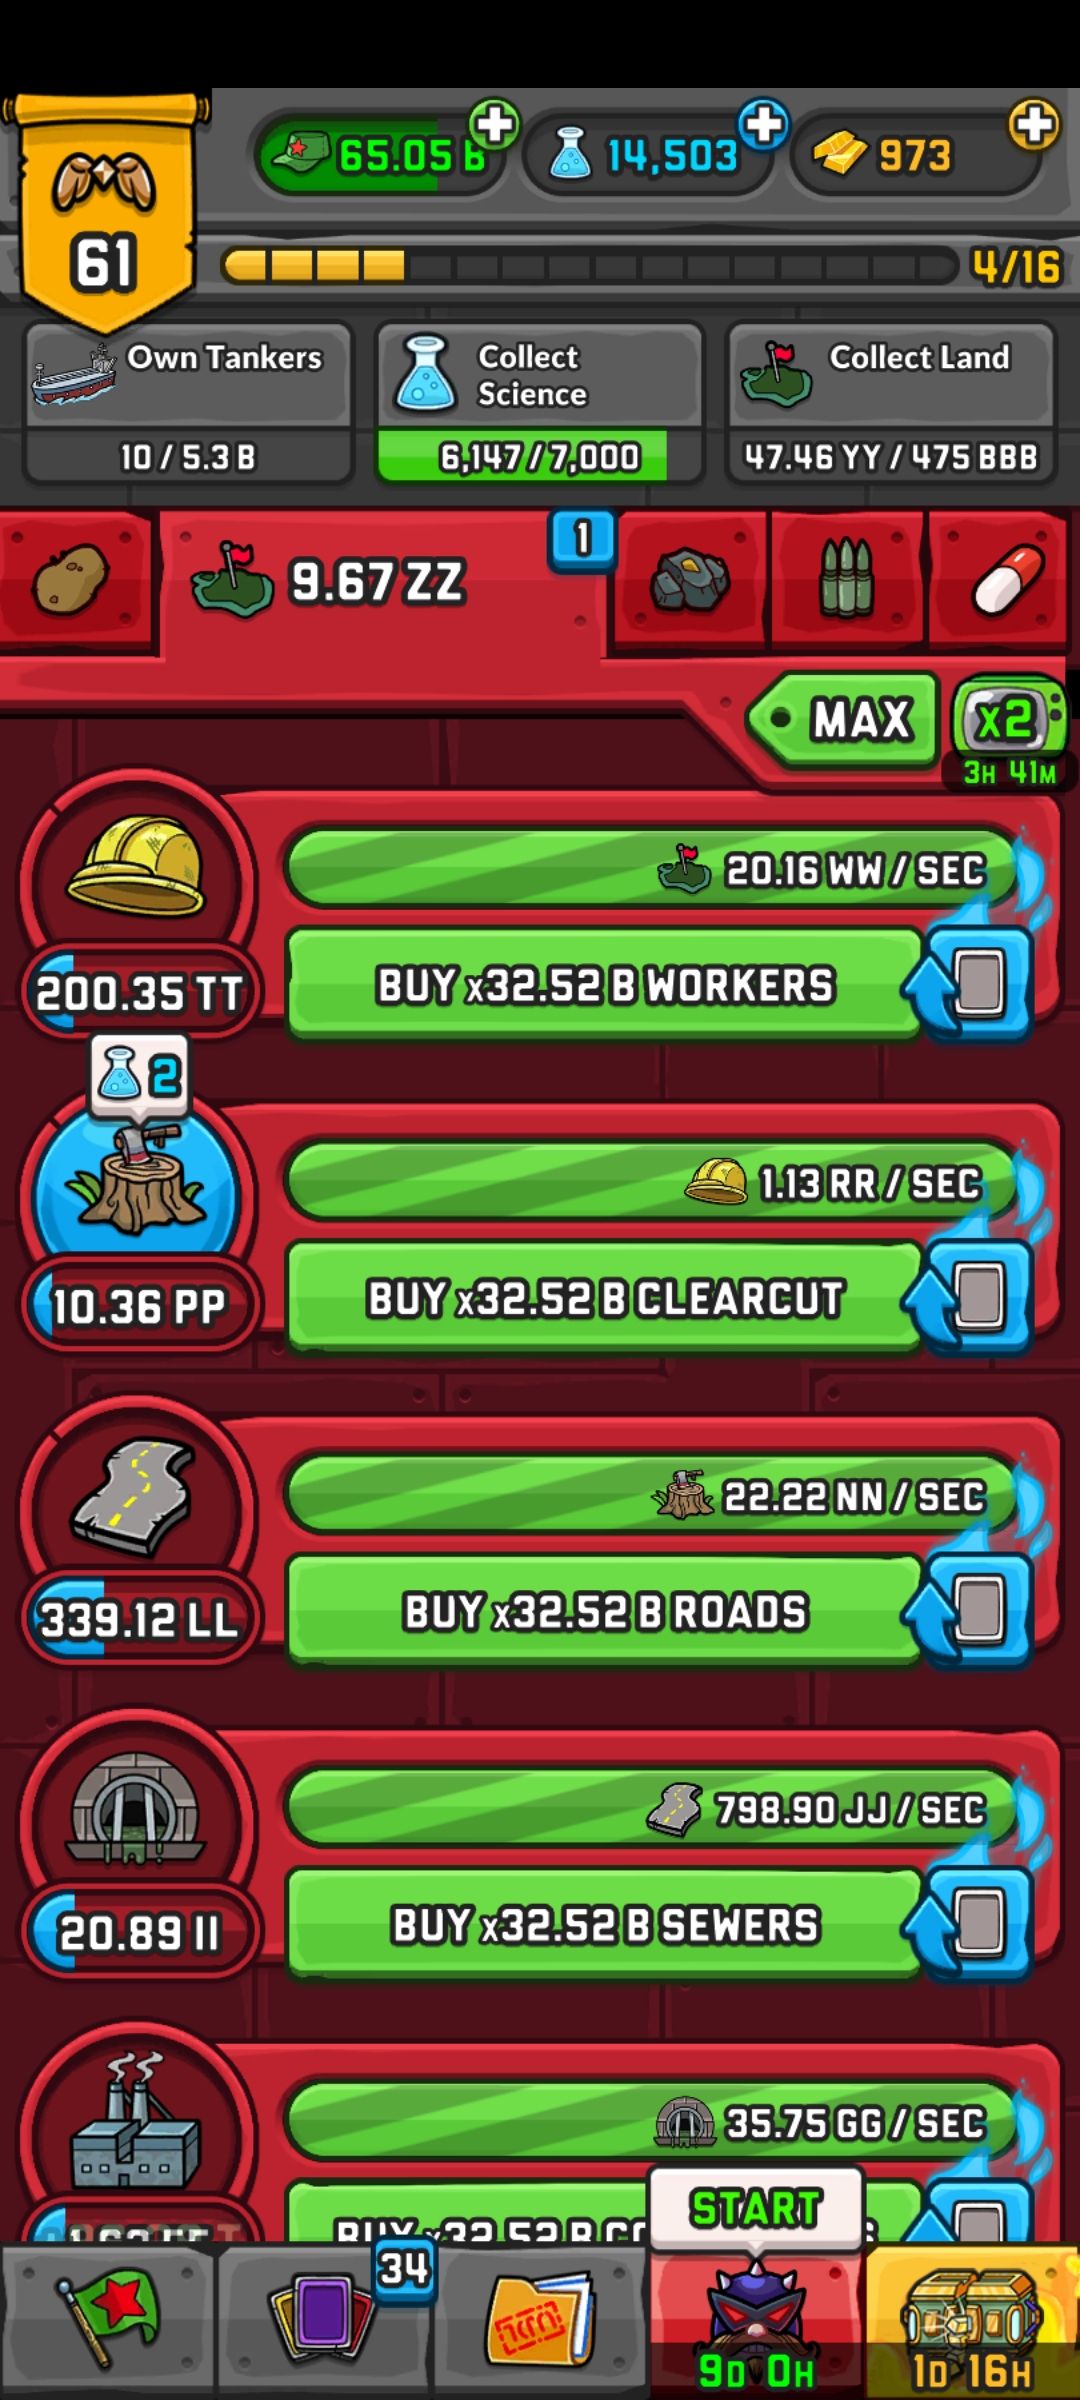 65.05 B
14,503
973
61
4/16
Own Tankers
10 / 5.3 B
Collect
Science
6,147 / 7,000
Collect Land
47.46 YY / 475 BBB
9.67 ZZ
1
MAX
x2
3H 41M
20.16 WW / SEC
BUY x32.52 B WORKERS
200.35 TT
2
1.13 RR / SEC
BUY x32.52 B CLEARCUT
10.36 PP
22.22 NN / SEC
BUY x32.52 B ROADS
339.12 LL
798.90 JJ / SEC
BUY x32.52 B SEWERS
20.89 II
35.75 GG / SEC
BUY x32.52 B
START
34
9D 0H
1D 16H